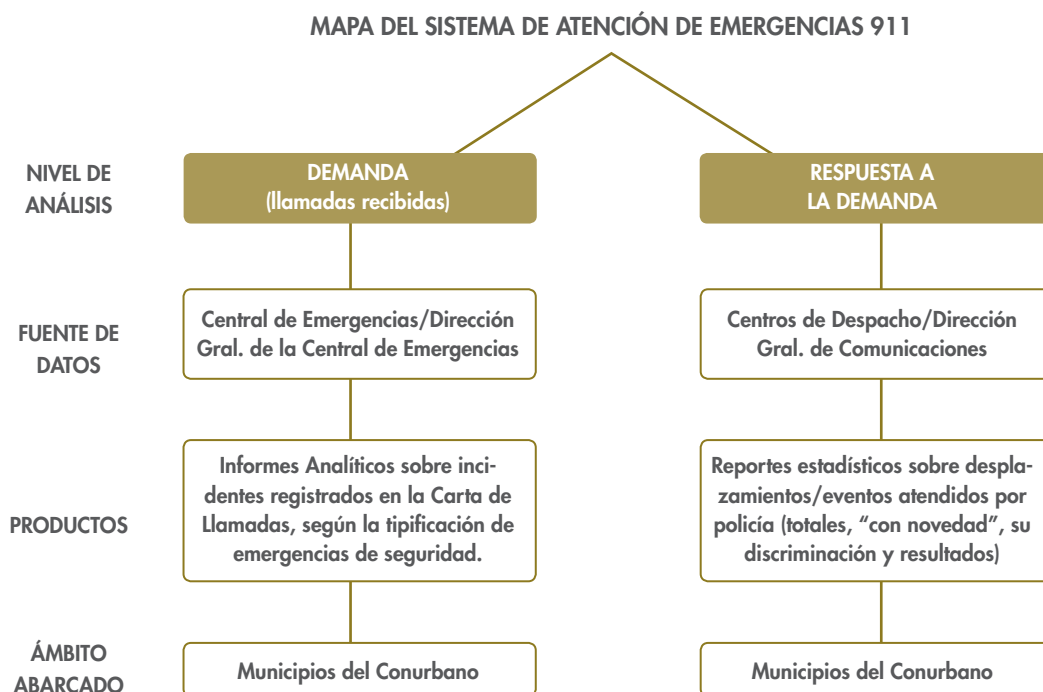 MAPA DEL SISTEMA DE ATENCIÓN DE EMERGENCIAS 911
NIVEL DE
ANÁLISIS
DEMANDA
(llamadas recibidas)
RESPUESTA A
LA DEMANDA
FUENTE DE
DATOS
Central de Emergencias/Dirección
Gral. de la Central de Emergencias
Centros de Despacho/Dirección
Gral. de Comunicaciones
PRODUCTOS
Informes Analíticos sobre inci-
dentes registrados en la Carta de
Llamadas, según la tipificación de
emergencias de seguridad.
Reportes estadísticos sobre despla-
zamientos/eventos atendidos por
policía (totales, “con novedad”, su
discriminación y resultados)
ÁMBITO
ABARCADO
Municipios del Conurbano
Municipios del Conurbano